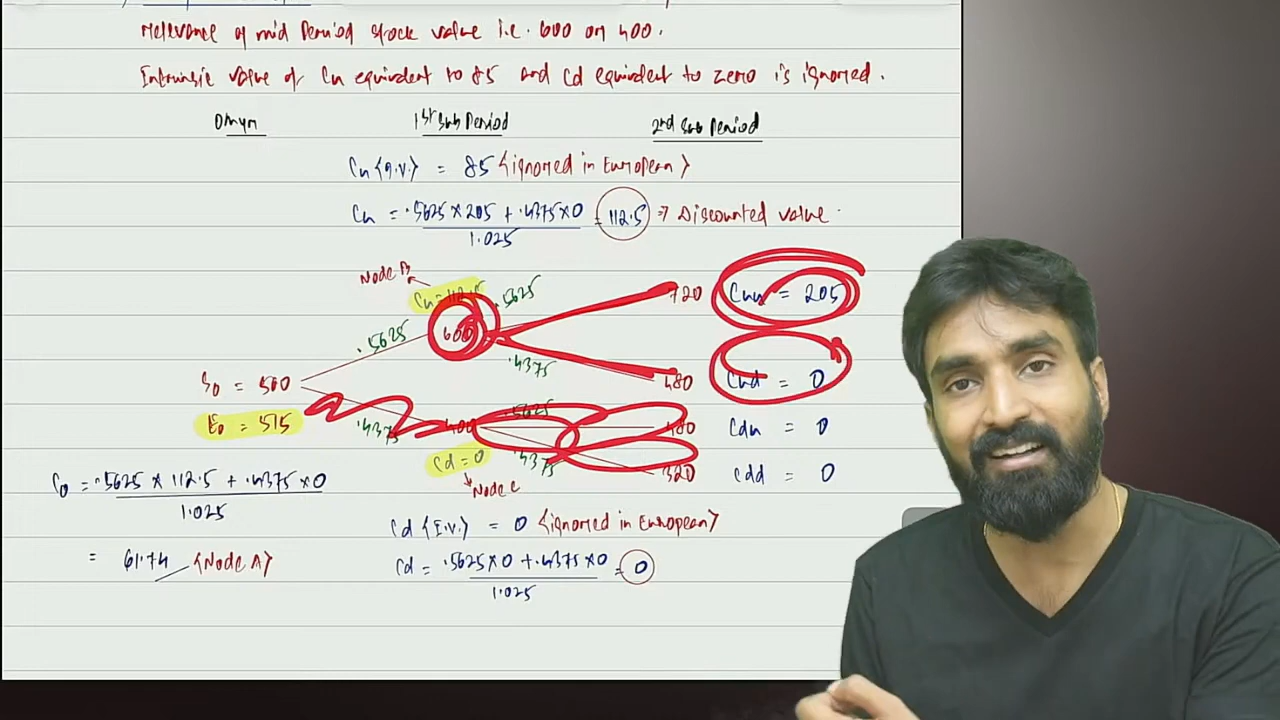 Relevance of mid Period stock value i.e. 600 or 400.
Intrinsic value of Cu equivalent to 85 and Cd equivalent to zero is ignored.
1st Sub Period
2nd Sub Period
Cu = 85 {ignored in European}
Cu = .5625 × 205 + .4375 × 0 = 112.5 ⇒ Discounted value.
1.025
Node B
Cu = 112.5
.5625
720
Cuu = 205
.5625
600
.4375
S0 = 500
480
Cud = 0
E0 = 515
.4375
400
.5625
480
Cdu = 0
Cd = 0
.4375
320
Cdd = 0
Node C
C0 = .5625 × 112.5 + .4375 × 0
1.025
Cd {I.V.} = 0 {ignored in European}
= 61.74 {Node A}
Cd = .5625 × 0 + .4375 × 0 = 0
1.025